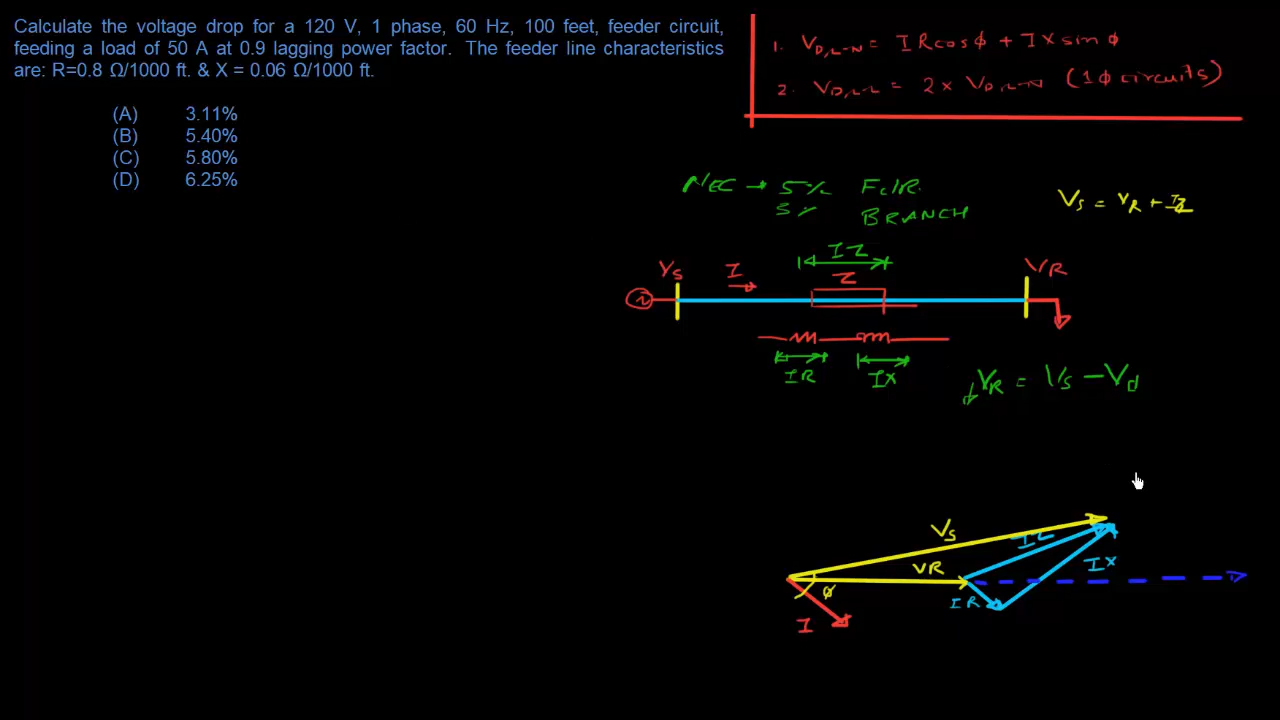 Calculate the voltage drop for a 120 V, 1 phase, 60 Hz, 100 feet, feeder circuit,
feeding a load of 50 A at 0.9 lagging power factor. The feeder line characteristics
are: R=0.8 Ω/1000 ft. & X = 0.06 Ω/1000 ft.
(A) 3.11%
(B) 5.40%
(C) 5.80%
(D) 6.25%
1. VD,L-N = IRcosφ + IXsinφ
2. VD,L-L = 2 x VD,L-N (1φ circuits)
NEC → 5% FdR.
3% BRANCH
Vs = VR + IZ
IZ
Vs I Z VR
IR IX
VR = Vs - Vd
Vs IZ
VR IX
φ IR
I